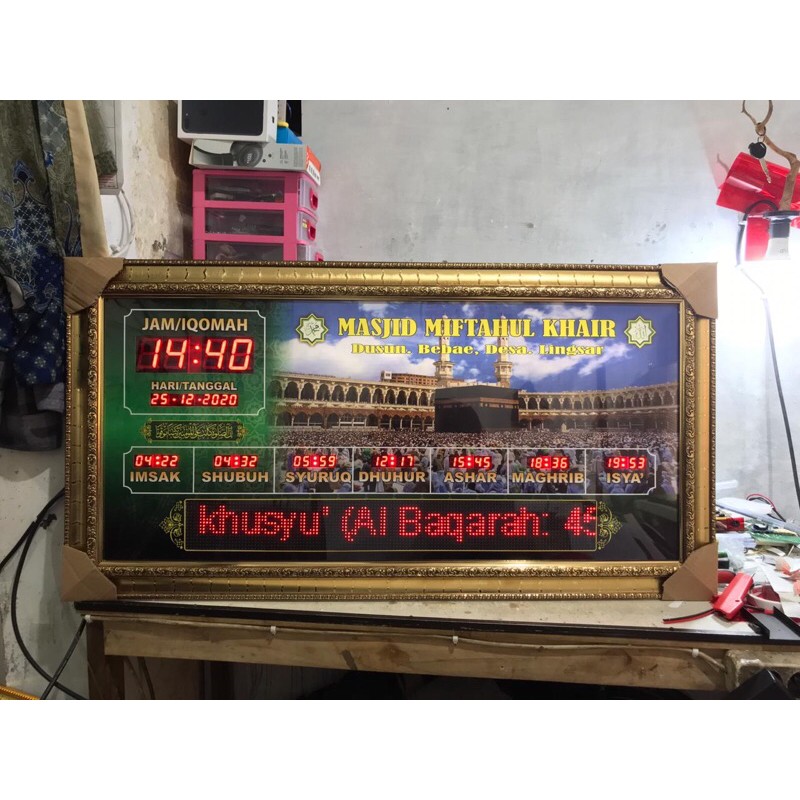 JAM/IQOMAH
14:40
HARI/TANGGAL
25-12-2020
MASJID MIFTAHUL KHAIR
Dusun. Bebae. Desa. Lingsar
04:22 04:32 05:59 12:17 15:45 18:36 19:53
IMSAK SHUBUH SYURUQ DHUHUR ASHAR MAGHRIB ISYA'
khusyu' (Al Baqarah: 45